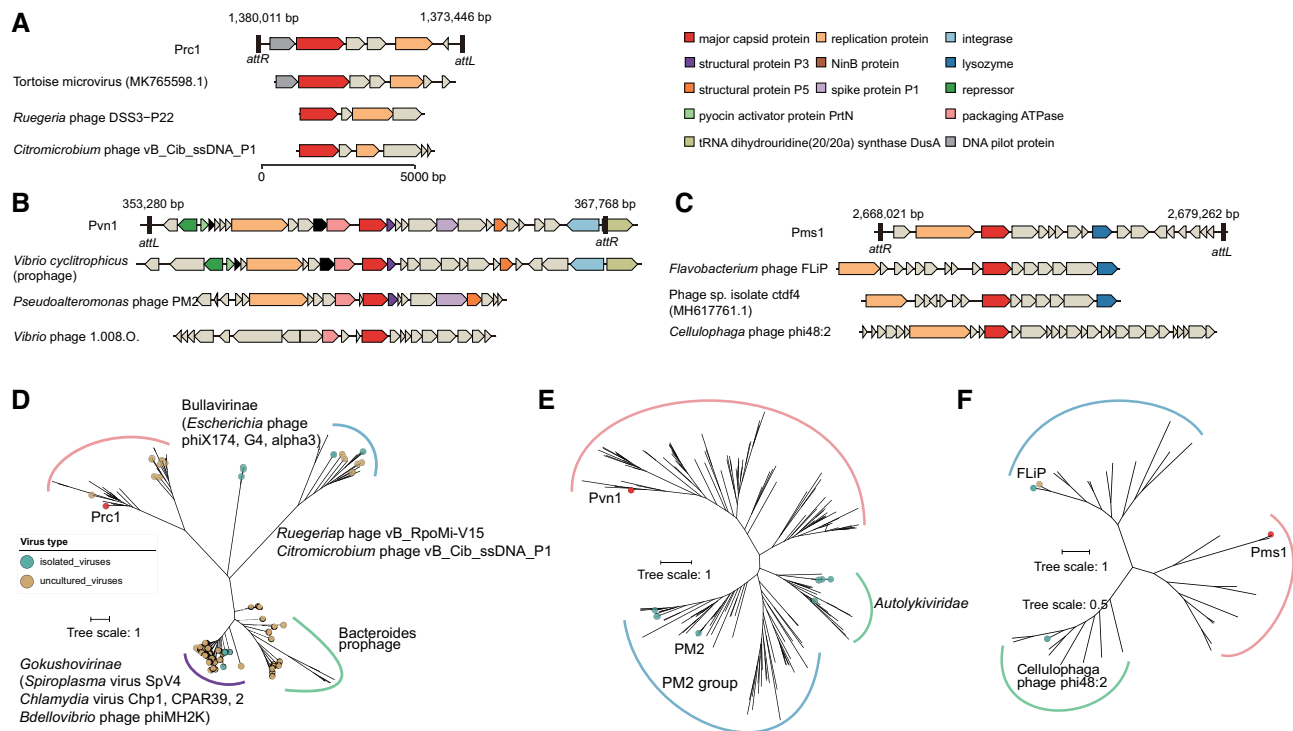 A
1,380,011 bp
1,373,446 bp
Prc1
attR
attL
Tortoise microvirus (MK765598.1)
Ruegeria phage DSS3−P22
Citromicrobium phage vB_Cib_ssDNA_P1
0
5000 bp
major capsid protein
replication protein
integrase
structural protein P3
NinB protein
lysozyme
structural protein P5
spike protein P1
repressor
pyocin activator protein PrtN
packaging ATPase
tRNA dihydrouridine(20/20a) synthase DusA
DNA pilot protein
B
353,280 bp
367,768 bp
Pvn1
attL
attR
Vibrio cyclitrophicus
(prophage)
Pseudoalteromonas phage PM2
Vibrio phage 1.008.O.
C
2,668,021 bp
2,679,262 bp
Pms1
attR
attL
Flavobacterium phage FLiP
Phage sp. isolate ctdf4
(MH617761.1)
Cellulophaga phage phi48:2
D
Bullavirinae
(Escherichia phage
phiX174, G4, alpha3)
Prc1
Ruegeriap hage vB_RpoMi-V15
Citromicrobium phage vB_Cib_ssDNA_P1
Virus type
isolated_viruses
uncultured_viruses
Tree scale: 1
Bacteroides
prophage
Gokushovirinae
(Spiroplasma virus SpV4
Chlamydia virus Chp1, CPAR39, 2
Bdellovibrio phage phiMH2K)
E
Pvn1
Tree scale: 1
Autolykiviridae
PM2
PM2 group
F
FLiP
Pms1
Tree scale: 1
Tree scale: 0.5
Cellulophaga
phage phi48:2